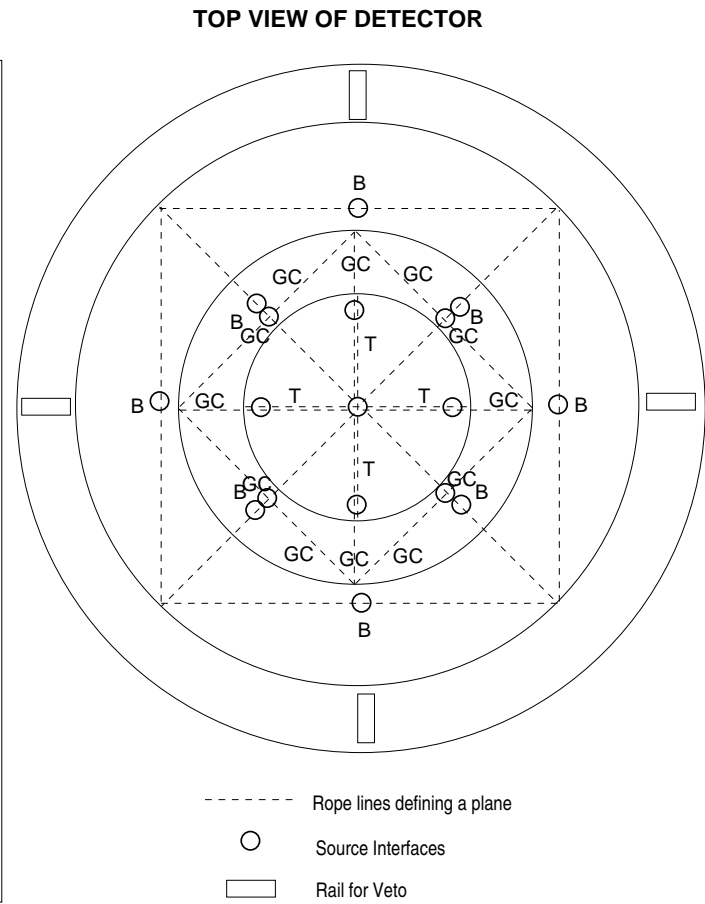 TOP VIEW OF DETECTOR
B
GC
GC GC
B B
GC GC
T
B GC T T GC B
T
GC GC
B B
GC GC GC
B
Rope lines defining a plane
Source Interfaces
Rail for Veto